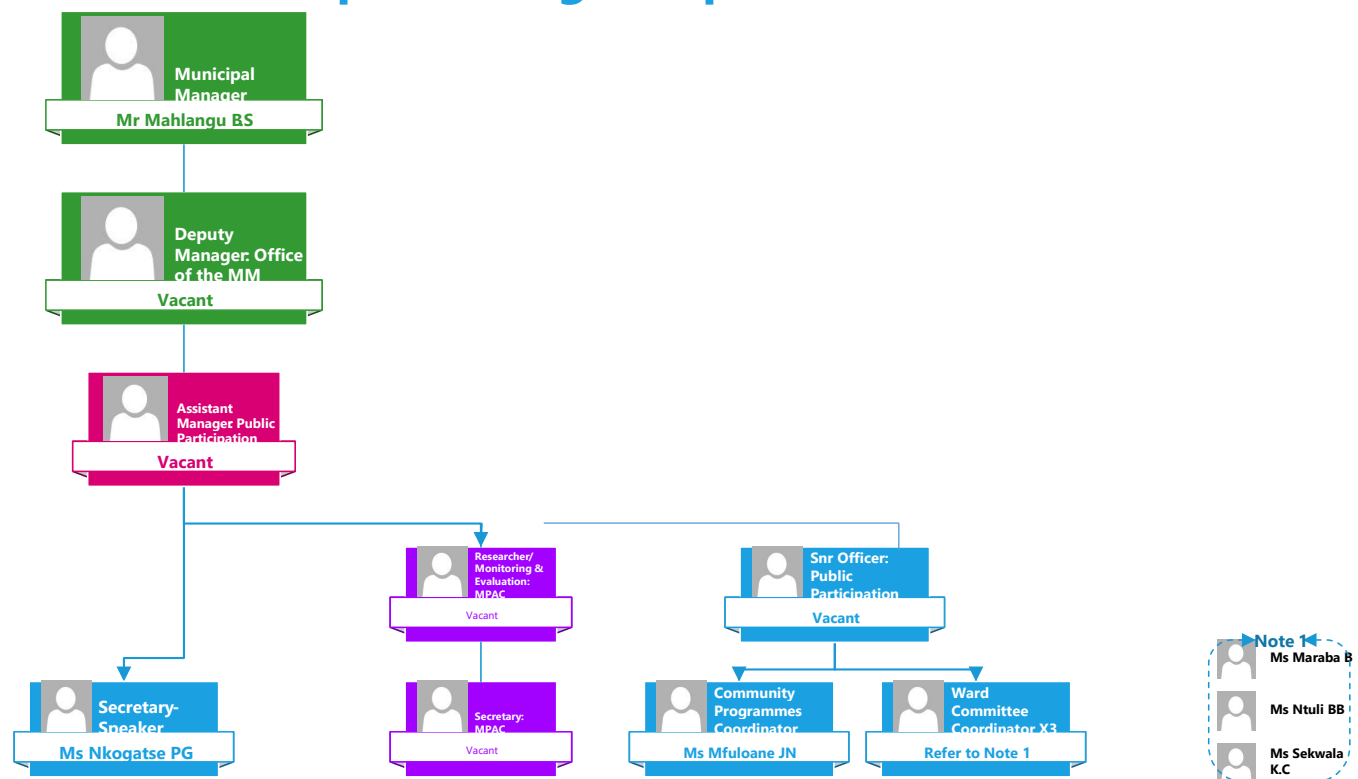 Municipal
Manager
Mr Mahlangu BS
Deputy
Manager: Office
of the MM
Vacant
Assistant
Manager: Public
Participation
Vacant
Researcher/
Monitoring &
Evaluation:
MPAC
Vacant
Snr Officer:
Public
Participation
Vacant
Secretary-
Speaker
Ms Nkogatse PG
Secretary:
MPAC
Vacant
Community
Programmes
Coordinator
Ms Mfuloane JN
Ward
Committee
Coordinator X3
Refer to Note 1
Note 1
Ms Maraba B
Ms Ntuli BB
Ms Sekwala
K.C